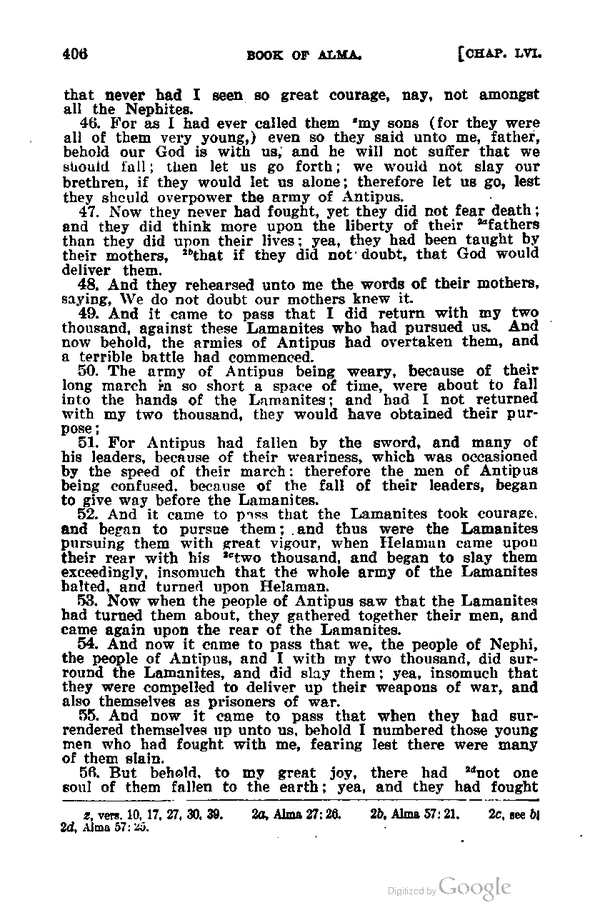 406 BOOK OF ALMA. [CHAP. LVI.
that never had I seen so great courage, nay, not amongst
all the Nephites.
46. For as I had ever called them ᶻmy sons (for they were
all of them very young,) even so they said unto me, father,
behold our God is with us, and he will not suffer that we
should fall; then let us go forth; we would not slay our
brethren, if they would let us alone; therefore let us go, lest
they should overpower the army of Antipus.
47. Now they never had fought, yet they did not fear death;
and they did think more upon the liberty of their ²ᵃfathers
than they did upon their lives; yea, they had been taught by
their mothers, ²ᵇthat if they did not doubt, that God would
deliver them.
48. And they rehearsed unto me the words of their mothers,
saying, We do not doubt our mothers knew it.
49. And it came to pass that I did return with my two
thousand, against these Lamanites who had pursued us. And
now behold, the armies of Antipus had overtaken them, and
a terrible battle had commenced.
50. The army of Antipus being weary, because of their
long march in so short a space of time, were about to fall
into the hands of the Lamanites; and had I not returned
with my two thousand, they would have obtained their pur-
pose;
51. For Antipus had fallen by the sword, and many of
his leaders, because of their weariness, which was occasioned
by the speed of their march: therefore the men of Antipus
being confused, because of the fall of their leaders, began
to give way before the Lamanites.
52. And it came to pass that the Lamanites took courage,
and began to pursue them; and thus were the Lamanites
pursuing them with great vigour, when Helaman came upon
their rear with his ²ᶜtwo thousand, and began to slay them
exceedingly, insomuch that the whole army of the Lamanites
halted, and turned upon Helaman.
53. Now when the people of Antipus saw that the Lamanites
had turned them about, they gathered together their men, and
came again upon the rear of the Lamanites.
54. And now it came to pass that we, the people of Nephi,
the people of Antipus, and I with my two thousand, did sur-
round the Lamanites, and did slay them; yea, insomuch that
they were compelled to deliver up their weapons of war, and
also themselves as prisoners of war.
55. And now it came to pass that when they had sur-
rendered themselves up unto us, behold I numbered those young
men who had fought with me, fearing lest there were many
of them slain.
56. But behold, to my great joy, there had ²ᵈnot one
soul of them fallen to the earth; yea, and they had fought
z, vers. 10, 17, 27, 30, 39. 2a, Alma 27: 26. 2b, Alma 57: 21. 2c, see b|
2d, Alma 57: 25.
Digitized by Google